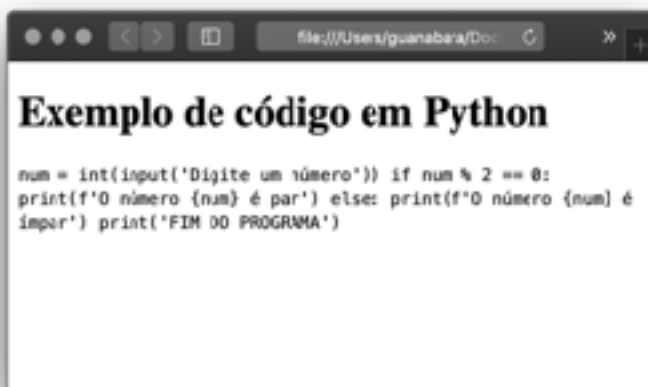 file:///Users/guanabara/Doc
Exemplo de código em Python
num = int(input('Digite um número')) if num % 2 == 0:
print(f'O número {num} é par') else: print(f'O número {num} é
ímpar') print('FIM DO PROGRAMA')